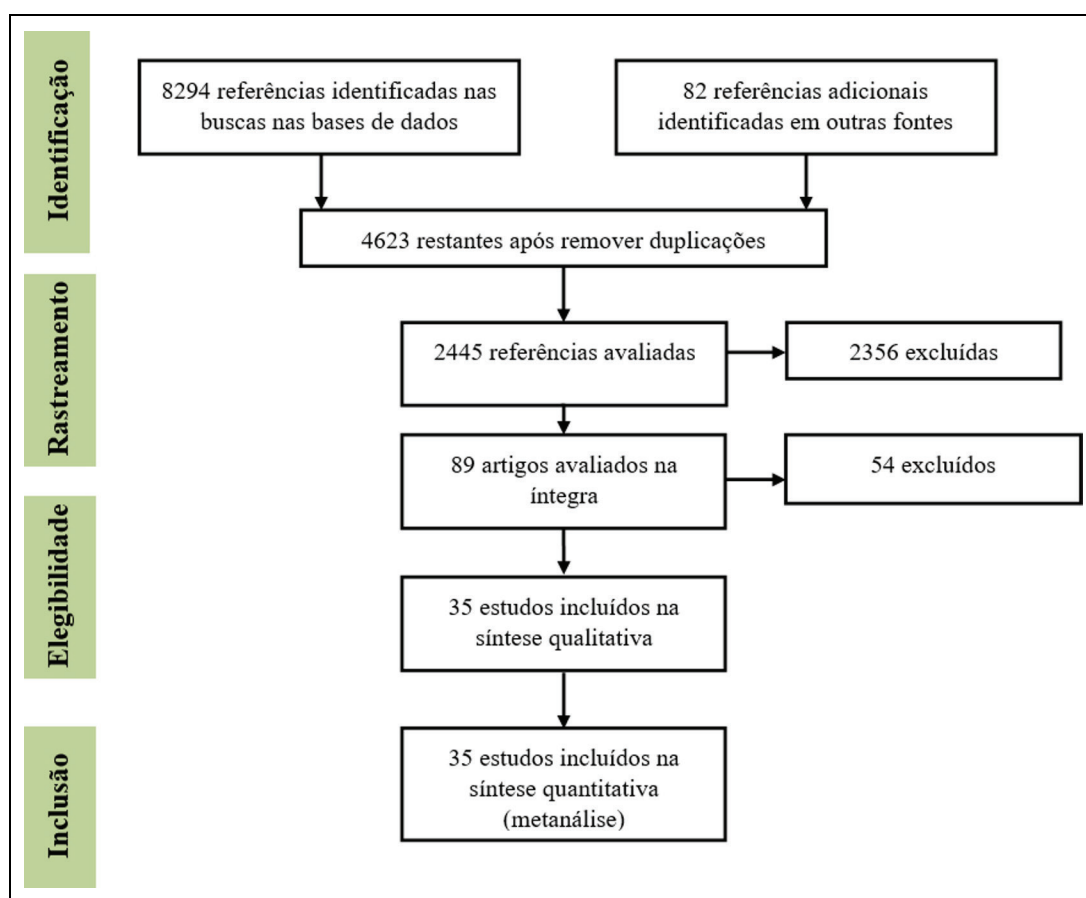 Identificação
8294 referências identificadas nas
buscas nas bases de dados
82 referências adicionais
identificadas em outras fontes
4623 restantes após remover duplicações
Rastreamento
2445 referências avaliadas
2356 excluídas
89 artigos avaliados na
íntegra
54 excluídos
Elegibilidade
35 estudos incluídos na
síntese qualitativa
Inclusão
35 estudos incluídos na
síntese quantitativa
(metanálise)